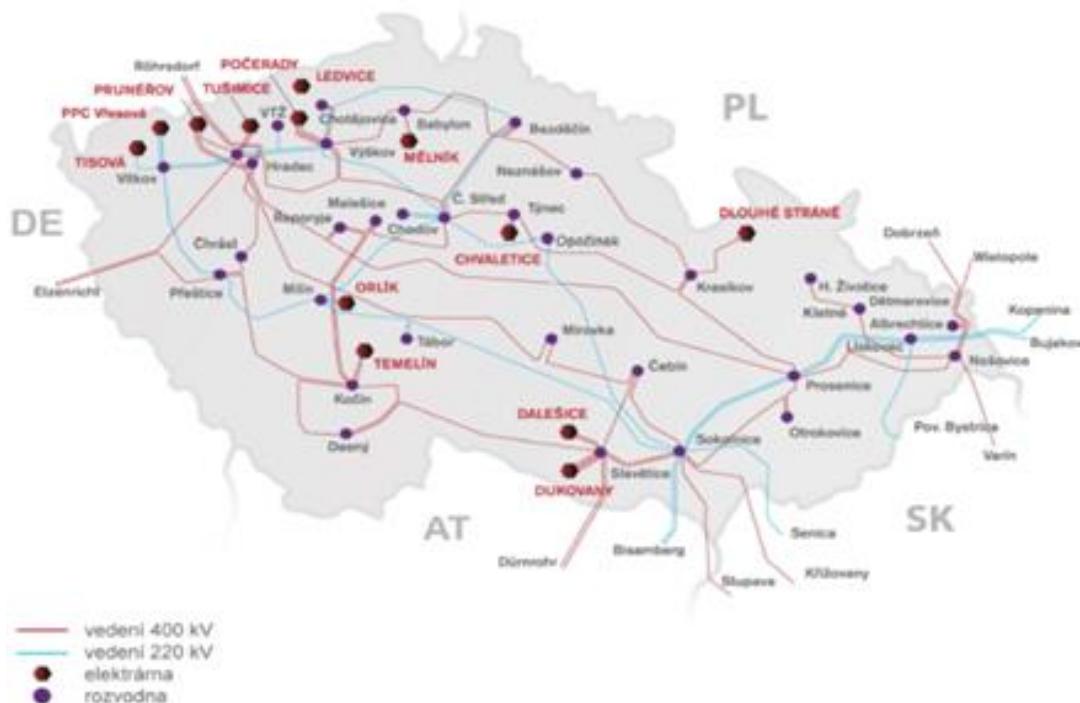 Röhrsdorf
POČERADY
LEDVICE
PRUNÉŘOV
TUŠIMICE
PPC Vřesová
VTŽ
Chotějovice
Babylon
Bezděčín
PL
TISOVÁ
Výškov
MĚLNÍK
Vítkov
Hradec
Neznášov
DE
Malešice
Č. Střed
Týnec
DLOUHÉ STRÁNĚ
Řeporyje
Chodov
Dobrzeň
Chrást
CHVALETICE
Opočínek
Wielopole
Etzenricht
Přeštice
Milín
ORLÍK
Krasíkov
H. Životice
Dětmarovice
Kopanina
Kletné
Albrechtice
Mírovka
Bujakov
Tábor
Lískovec
Nošovice
TEMELÍN
Čebín
Kočín
Prosenice
DALEŠICE
Pov. Bystrica
Dasný
Sokolnice
Otrokovice
Varín
Slavětice
DUKOVANY
AT
SK
Senica
Bisamberg
Dürnrohr
Stupava
Křižovany
vedení 400 kV
vedení 220 kV
elektrárna
rozvodna